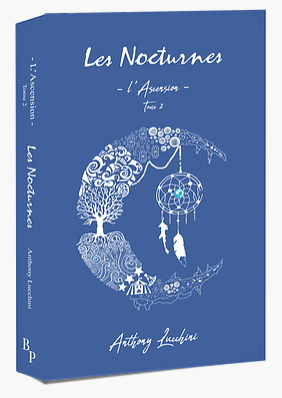 Les Nocturnes
- L'Ascension -
Tome 2
Anthony Lucchini
- L'Ascension -
Tome 2
Les Nocturnes
Anthony Lucchini
BP